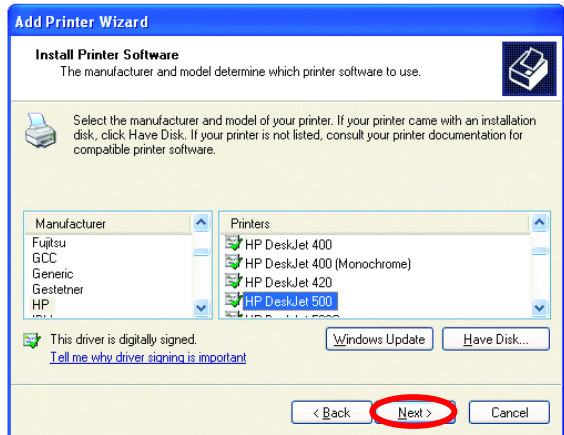 Add Printer Wizard
Install Printer Software
The manufacturer and model determine which printer software to use.
Select the manufacturer and model of your printer. If your printer came with an installation
disk, click Have Disk. If your printer is not listed, consult your printer documentation for
compatible printer software.
Manufacturer
Fujitsu
GCC
Generic
Gestetner
HP
Printers
HP DeskJet 400
HP DeskJet 400 (Monochrome)
HP DeskJet 420
HP DeskJet 500
This driver is digitally signed.
Tell me why driver signing is important
Windows Update
Have Disk...
< Back
Next >
Cancel